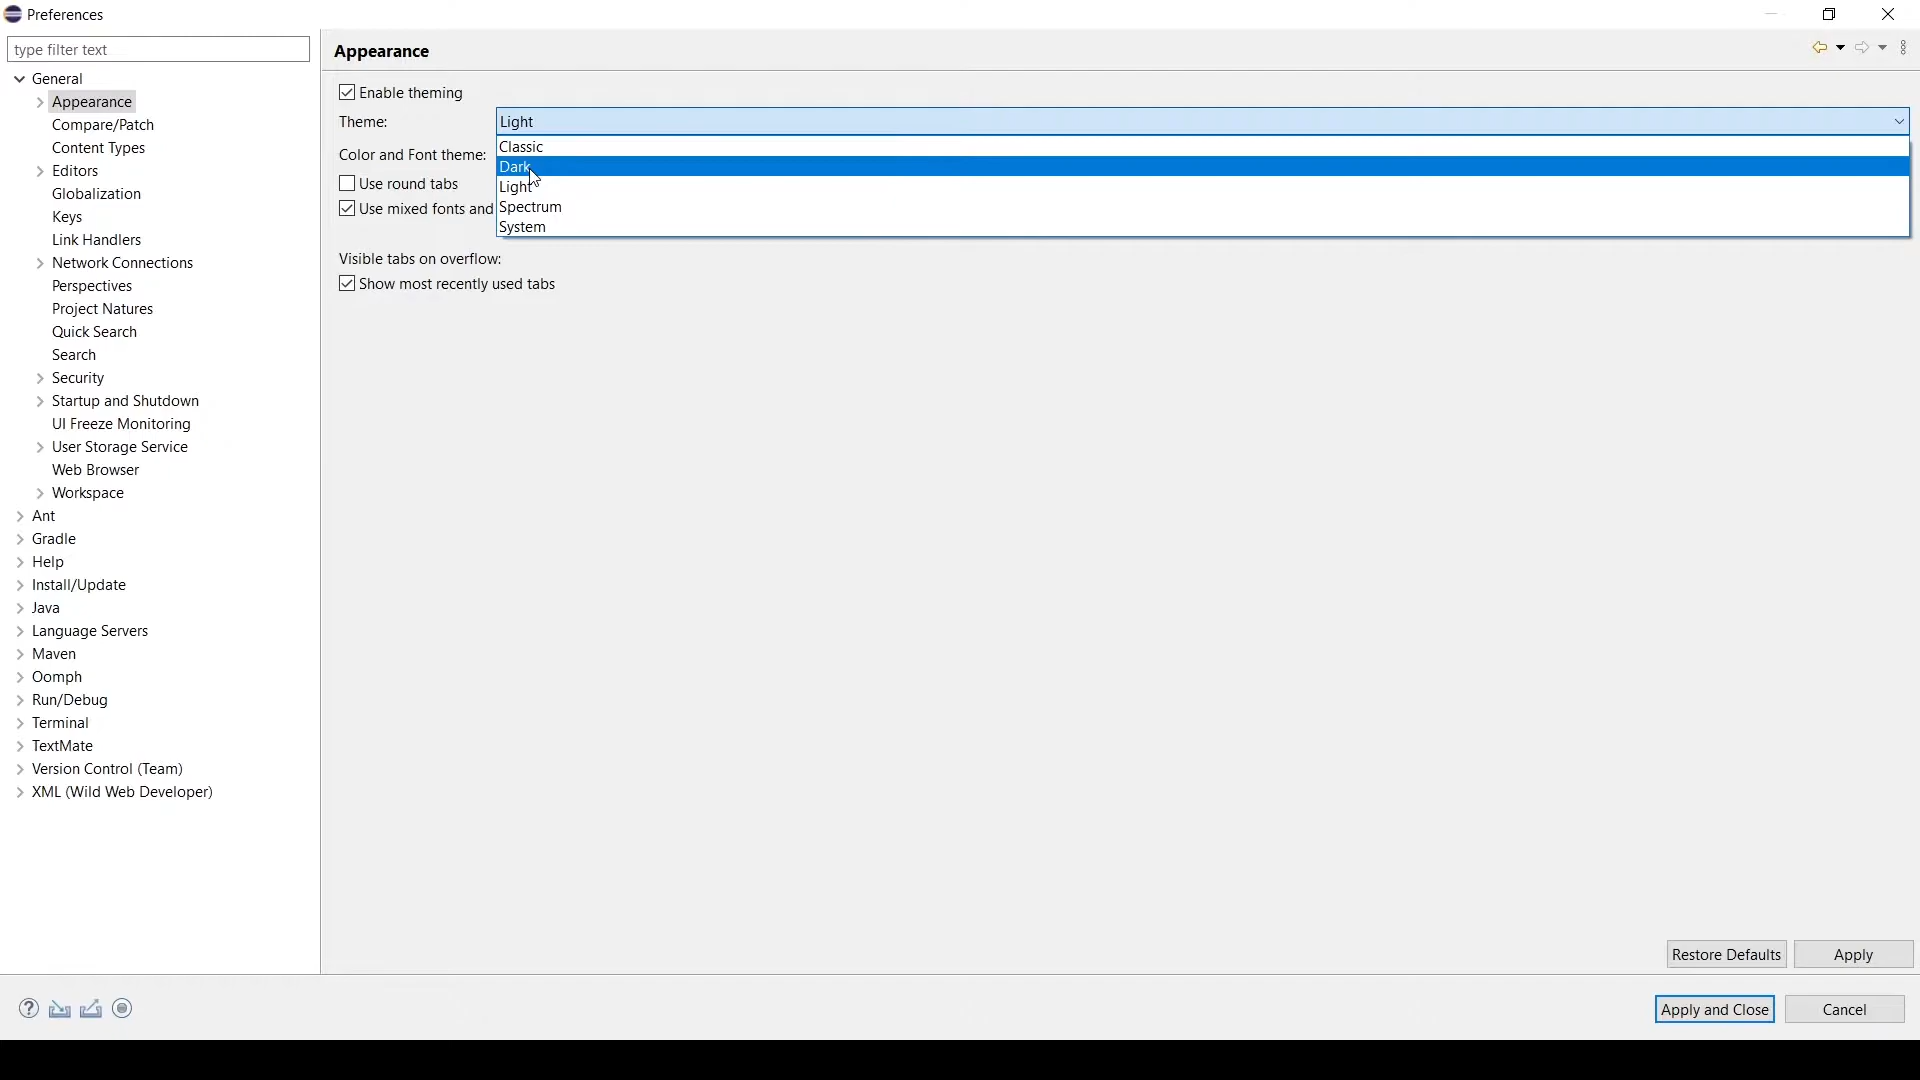 Preferences
type filter text
General
Appearance
Compare/Patch
Content Types
Editors
Globalization
Keys
Link Handlers
Network Connections
Perspectives
Project Natures
Quick Search
Search
Security
Startup and Shutdown
UI Freeze Monitoring
User Storage Service
Web Browser
Workspace
Ant
Gradle
Help
Install/Update
Java
Language Servers
Maven
Oomph
Run/Debug
Terminal
TextMate
Version Control (Team)
XML (Wild Web Developer)
Appearance
Enable theming
Theme: Light
Classic
Dark
Light
Spectrum
System
Color and Font theme:
Use round tabs
Use mixed fonts and
Visible tabs on overflow:
Show most recently used tabs
Restore Defaults Apply
Apply and Close Cancel